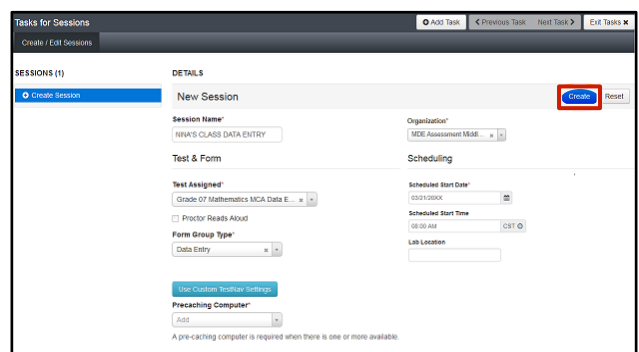 Tasks for Sessions
Add Task
Previous Task
Next Task
Exit Tasks
Create / Edit Sessions
SESSIONS (1)
DETAILS
Create Session
New Session
Create
Reset
Session Name*
Organization*
NINA'S CLASS DATA ENTRY
MDE Assessment Middl...
Test & Form
Scheduling
Test Assigned*
Scheduled Start Date*
Grade 07 Mathematics MCA Data E...
03/21/20XX
Proctor Reads Aloud
Scheduled Start Time
Form Group Type*
08:00 AM
CST
Data Entry
Lab Location
Use Custom TestNav Settings
Precaching Computer*
Add
A pre-caching computer is required when there is one or more available.